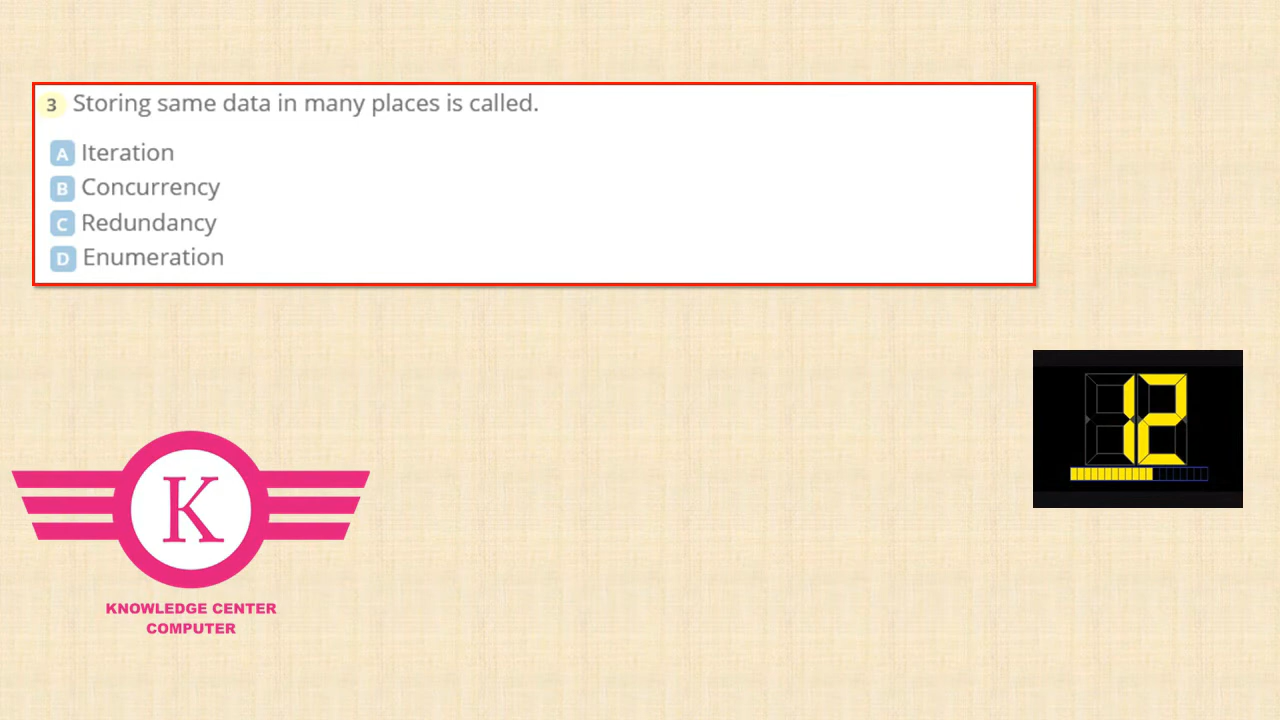 3 Storing same data in many places is called.
A Iteration
B Concurrency
C Redundancy
D Enumeration
12
K
KNOWLEDGE CENTER
COMPUTER